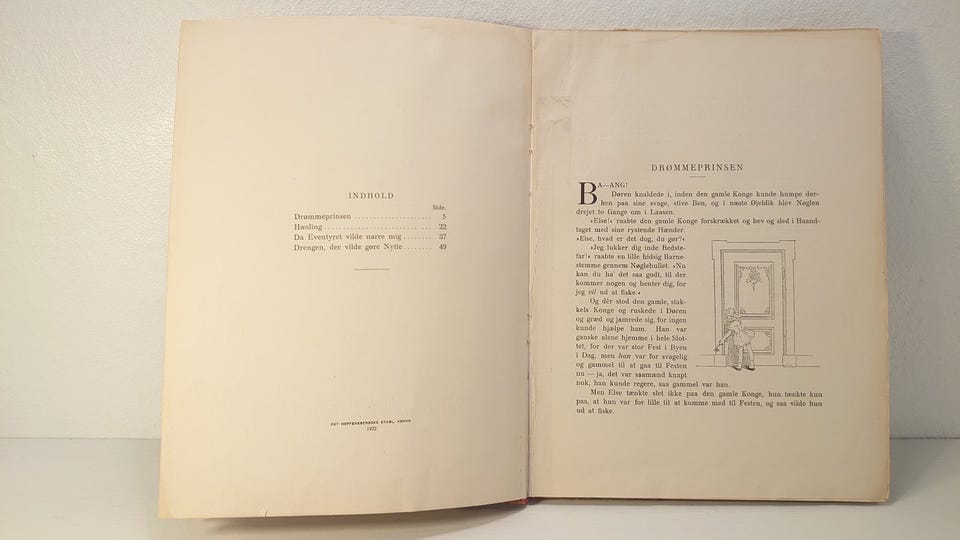 INDHOLD
Side.
Drømmeprinsen ...................... 5
Hæsling ............................ 22
Da Eventyret vilde narre mig ........ 37
Drengen, der vilde gøre Nytte ....... 49
DET HOFFENSBERGSKE ETABL. KØBHVN
1922
DRØMMEPRINSEN
BA—ANG!
Døren knaldede i, inden den gamle Konge kunde humpe der-
hen paa sine svage, stive Ben, og i næste Øjeblik blev Nøglen
drejet to Gange om i Laasen.
»Else!« raabte den gamle Konge forskrækket og hev og sled i Haand-
taget med sine rystende Hænder.
»Else, hvad er det dog, du gør?«
»Jeg lukker dig inde Bedste-
far!« raabte en lille hidsig Barne-
stemme gennem Nøglehullet. »Nu
kan du ha' det saa godt, til der
kommer nogen og henter dig, for
jeg vil ud at fiske.«
Og dèr stod den gamle, stak-
kels Konge og ruskede i Døren
og græd og jamrede sig, for ingen
kunde hjælpe ham. Han var
ganske alene hjemme i hele Slot-
tet, for der var stor Fest i Byen
i Dag, men han var for svagelig
og gammel til at gaa til Festen
nu — ja, det var saamænd knapt
nok, han kunde regere, saa gammel var han.
Men Else tænkte slet ikke paa den gamle Konge, hun tænkte kun
paa, at hun var for lille til at komme med til Festen, og saa vilde hun
ud at fiske.